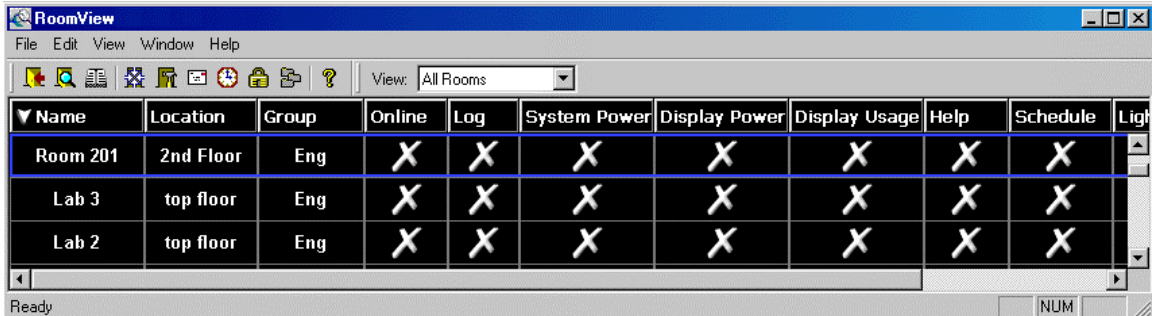 RoomView
File Edit View Window Help
View: All Rooms
Name Location Group Online Log System Power Display Power Display Usage Help Schedule Ligh
Room 201 2nd Floor Eng
Lab 3 top floor Eng
Lab 2 top floor Eng
Ready NUM